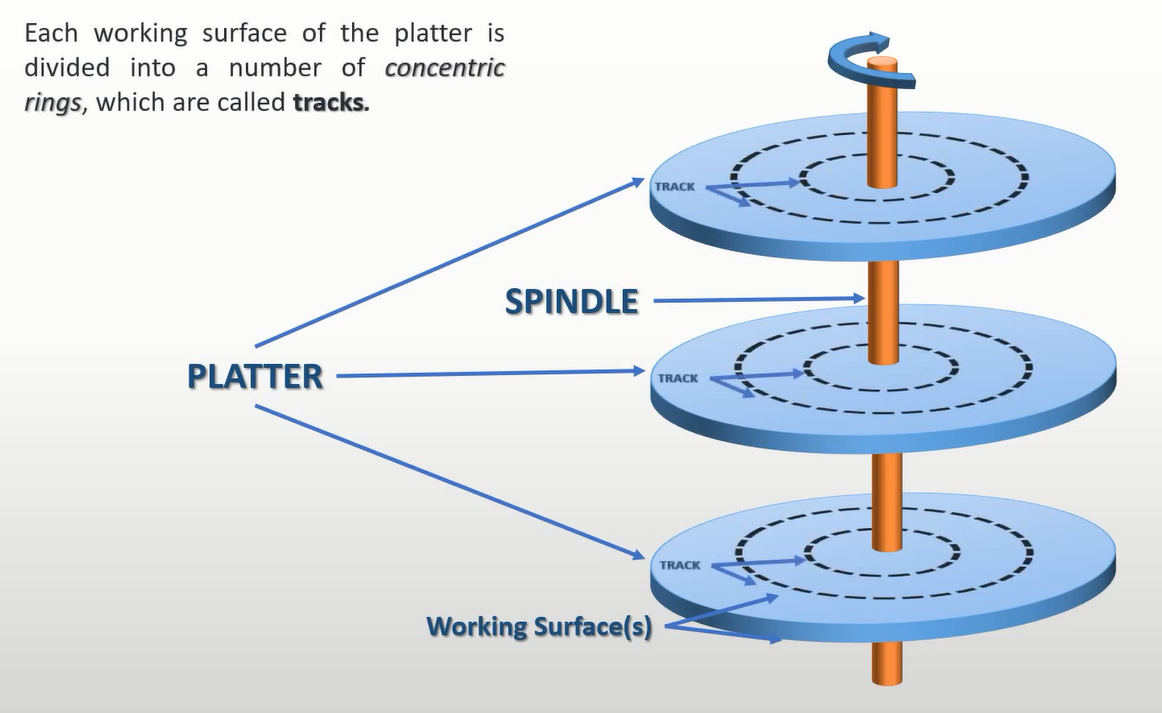 Each working surface of the platter is
divided into a number of concentric
rings, which are called tracks.
TRACK
SPINDLE
PLATTER
TRACK
TRACK
Working Surface(s)